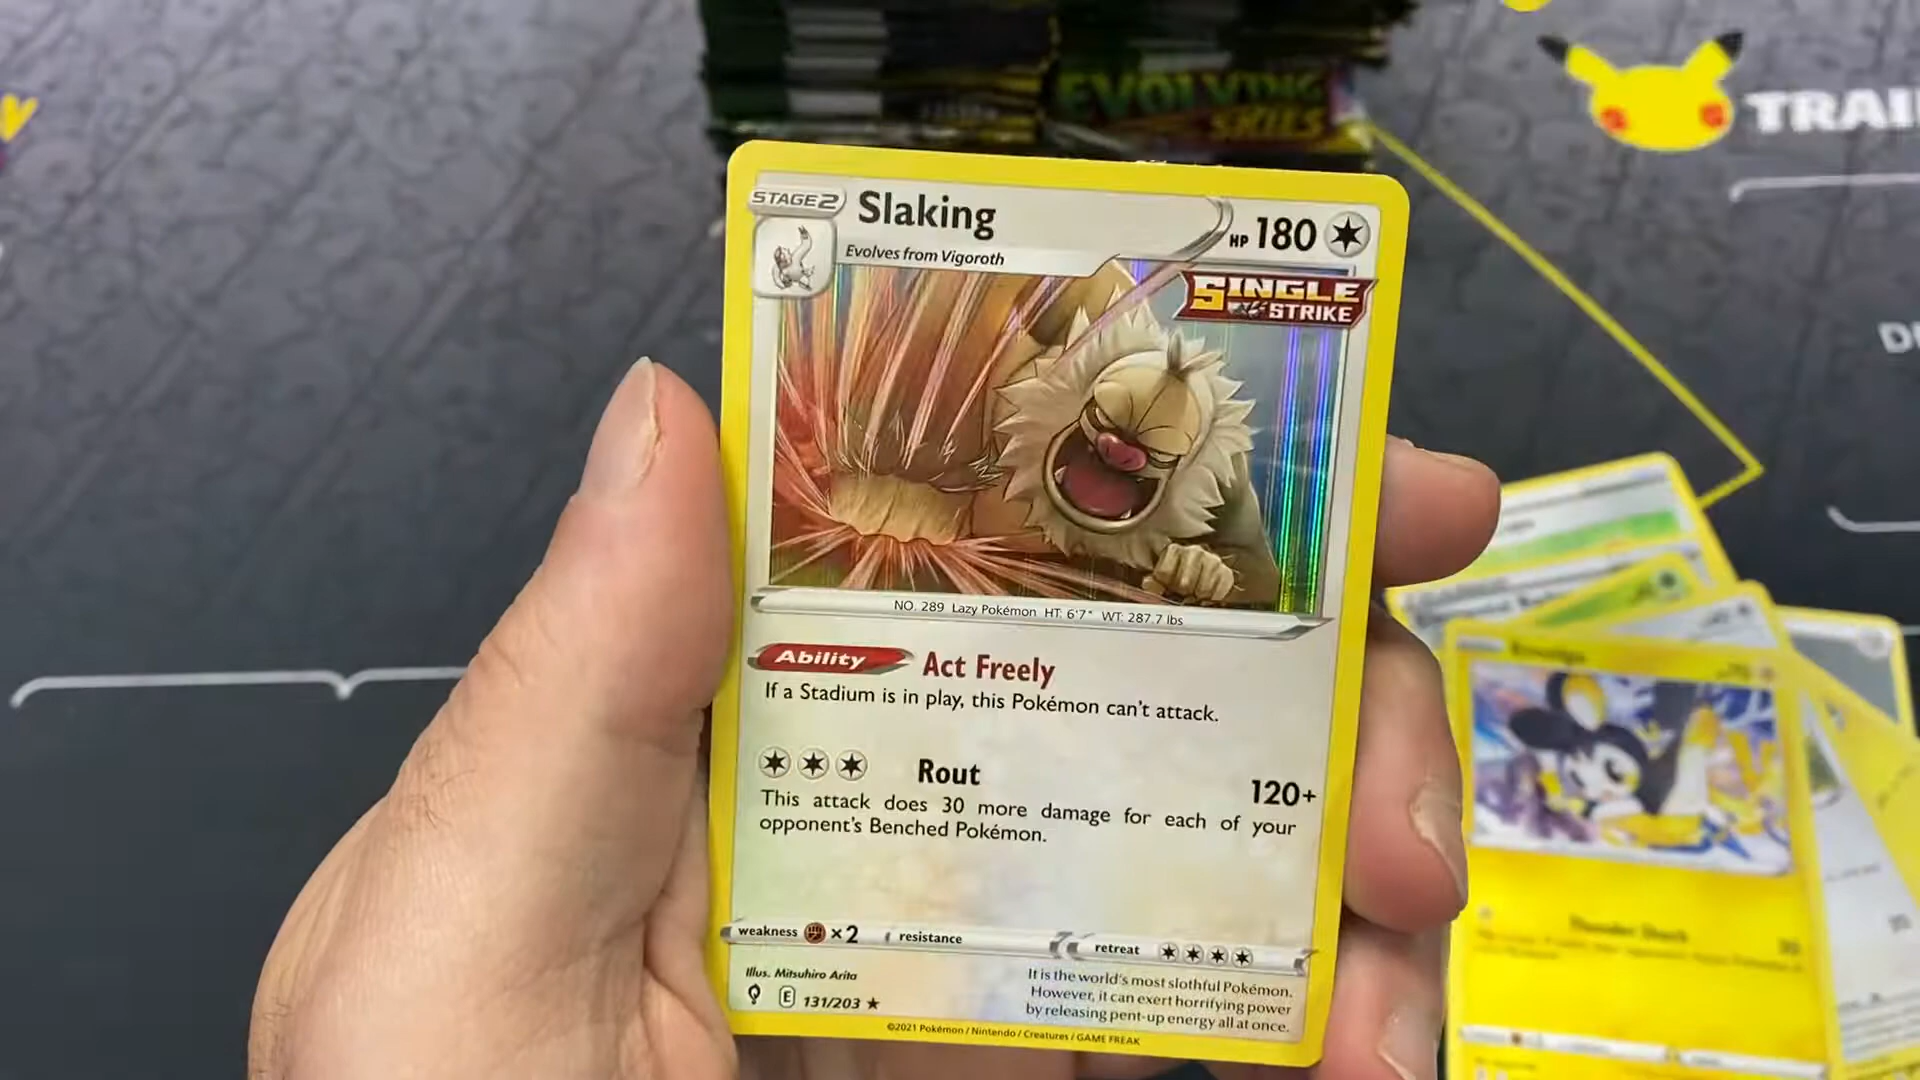 EVOLVING
SKIES
TRAI
STAGE 2
Slaking
HP 180
Evolves from Vigoroth
SINGLE
STRIKE
NO. 289 Lazy Pokémon HT: 6'7" WT: 287.7 lbs
Ability Act Freely
If a Stadium is in play, this Pokémon can't attack.
Rout 120+
This attack does 30 more damage for each of your
opponent's Benched Pokémon.
weakness ×2 resistance retreat
Illus. Mitsuhiro Arita
E 131/203 ★
It is the world's most slothful Pokémon.
However, it can exert horrifying power
by releasing pent-up energy all at once.
©2021 Pokémon / Nintendo / Creatures / GAME FREAK
Thunder Shock